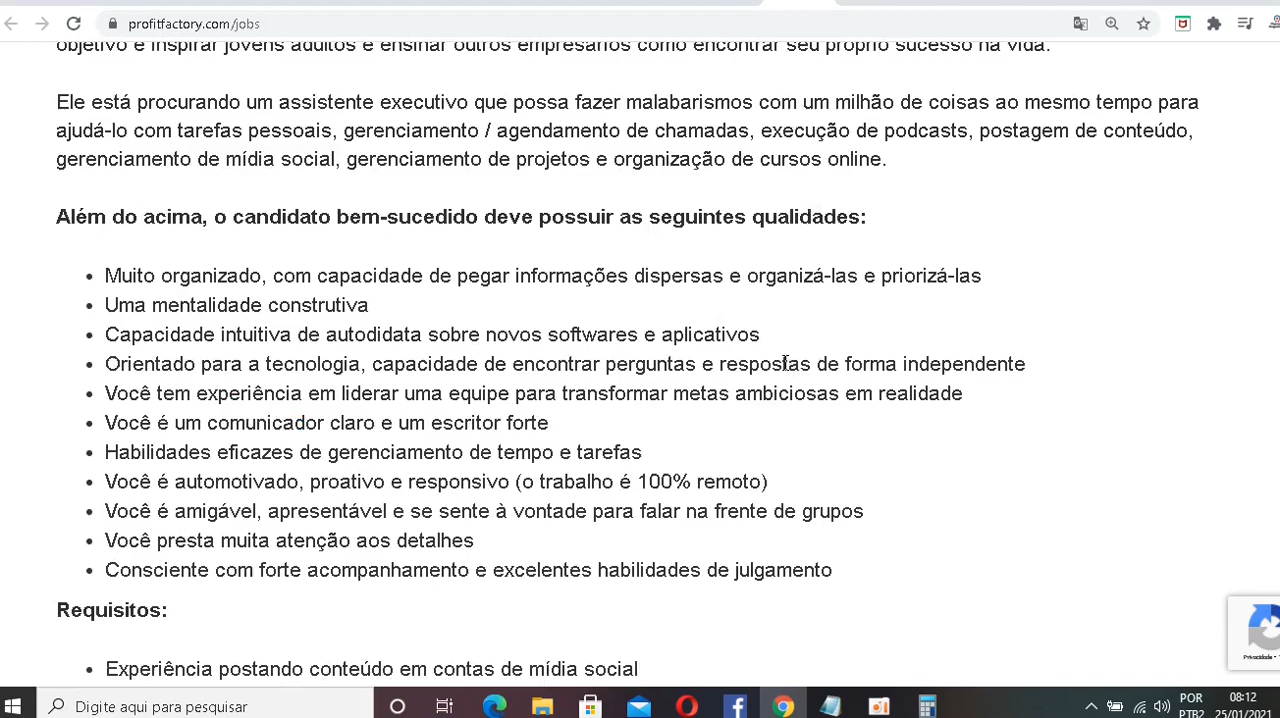 profitfactory.com/jobs
objetivo é inspirar jovens adultos e ensinar outros empresários como encontrar seu próprio sucesso na vida.
Ele está procurando um assistente executivo que possa fazer malabarismos com um milhão de coisas ao mesmo tempo para
ajudá-lo com tarefas pessoais, gerenciamento / agendamento de chamadas, execução de podcasts, postagem de conteúdo,
gerenciamento de mídia social, gerenciamento de projetos e organização de cursos online.
Além do acima, o candidato bem-sucedido deve possuir as seguintes qualidades:
• Muito organizado, com capacidade de pegar informações dispersas e organizá-las e priorizá-las
• Uma mentalidade construtiva
• Capacidade intuitiva de autodidata sobre novos softwares e aplicativos
• Orientado para a tecnologia, capacidade de encontrar perguntas e respostas de forma independente
• Você tem experiência em liderar uma equipe para transformar metas ambiciosas em realidade
• Você é um comunicador claro e um escritor forte
• Habilidades eficazes de gerenciamento de tempo e tarefas
• Você é automotivado, proativo e responsivo (o trabalho é 100% remoto)
• Você é amigável, apresentável e se sente à vontade para falar na frente de grupos
• Você presta muita atenção aos detalhes
• Consciente com forte acompanhamento e excelentes habilidades de julgamento
Requisitos:
• Experiência postando conteúdo em contas de mídia social
Privacidade
Digite aqui para pesquisar
POR
PTB2
08:12
25/01/2021